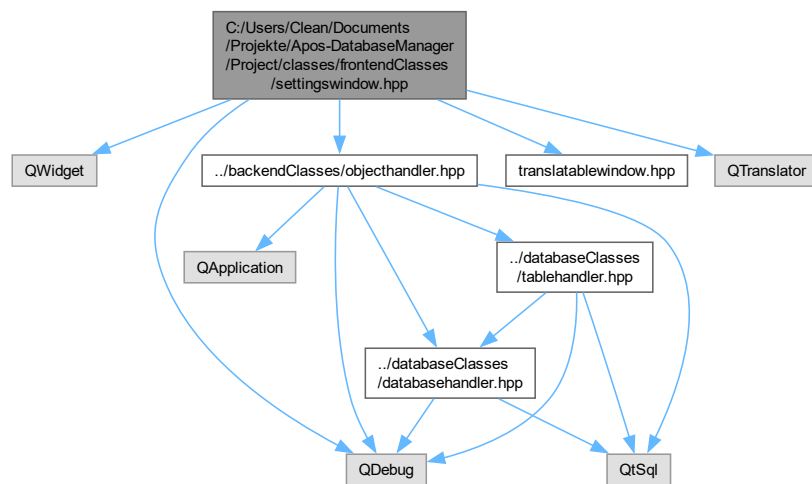 C:/Users/Clean/Documents
/Projekte/Apos-DatabaseManager
/Project/classes/frontendClasses
/settingswindow.hpp
QWidget
../backendClasses/objecthandler.hpp
translatablewindow.hpp
QTranslator
QApplication
../databaseClasses
/tablehandler.hpp
../databaseClasses
/databasehandler.hpp
QDebug
QtSql